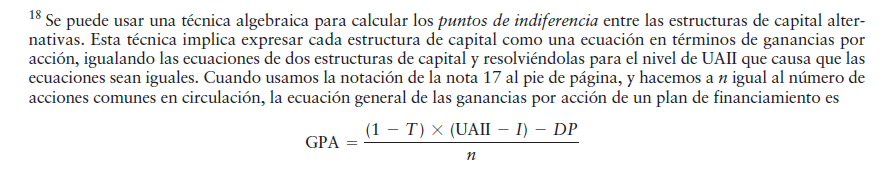 18 Se puede usar una técnica algebraica para calcular los puntos de indiferencia entre las estructuras de capital alter-
nativas. Esta técnica implica expresar cada estructura de capital como una ecuación en términos de ganancias por
acción, igualando las ecuaciones de dos estructuras de capital y resolviéndolas para el nivel de UAII que causa que las
ecuaciones sean iguales. Cuando usamos la notación de la nota 17 al pie de página, y hacemos a n igual al número de
acciones comunes en circulación, la ecuación general de las ganancias por acción de un plan de financiamiento es
GPA = (1 − T) × (UAII − I) − DP
n